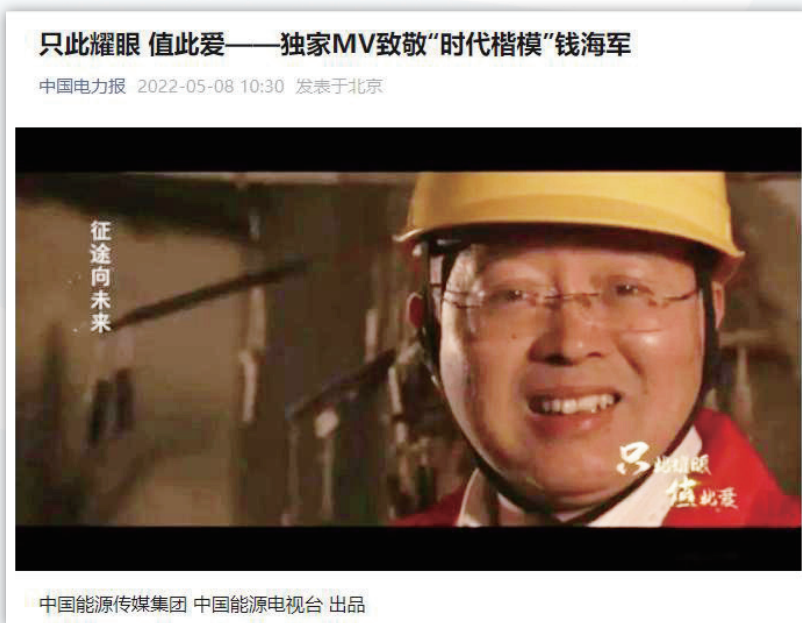 只此耀眼 值此爱——独家MV致敬“时代楷模”钱海军
中国电力报 2022-05-08 10:30 发表于北京
征途向未来
只此耀眼
值此爱
中国能源传媒集团 中国能源电视台 出品